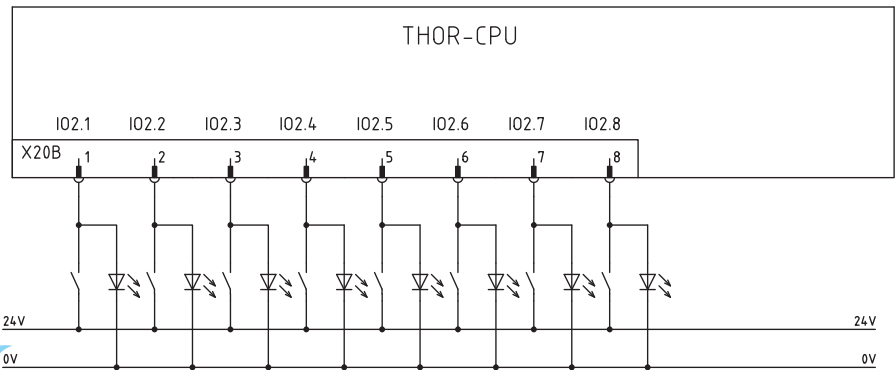 THOR-CPU
IO2.1 IO2.2 IO2.3 IO2.4 IO2.5 IO2.6 IO2.7 IO2.8
X20B 1 2 3 4 5 6 7 8
24V 24V
0V 0V